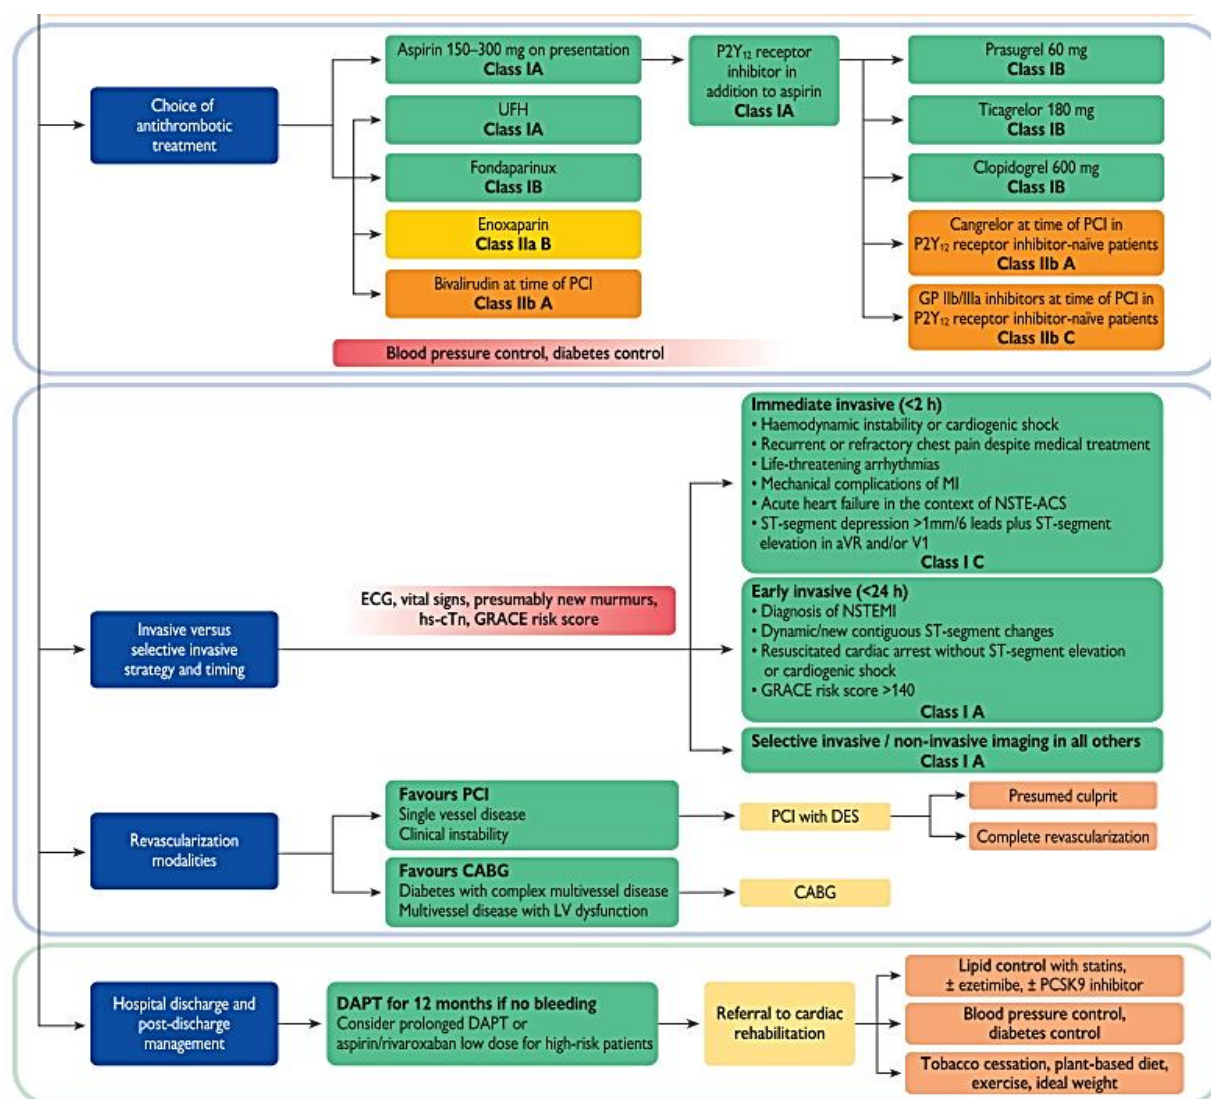 Choice of
antithrombotic
treatment
Aspirin 150–300 mg on presentation
Class IA
UFH
Class IA
Fondaparinux
Class IB
Enoxaparin
Class IIa B
Bivalirudin at time of PCI
Class IIb A
P2Y₁₂ receptor
inhibitor in
addition to aspirin
Class IA
Prasugrel 60 mg
Class IB
Ticagrelor 180 mg
Class IB
Clopidogrel 600 mg
Class IB
Cangrelor at time of PCI in
P2Y₁₂ receptor inhibitor-naïve patients
Class IIb A
GP IIb/IIIa inhibitors at time of PCI in
P2Y₁₂ receptor inhibitor-naïve patients
Class IIb C
Blood pressure control, diabetes control
Invasive versus
selective invasive
strategy and timing
ECG, vital signs, presumably new murmurs,
hs-cTn, GRACE risk score
Immediate invasive (<2 h)
• Haemodynamic instability or cardiogenic shock
• Recurrent or refractory chest pain despite medical treatment
• Life-threatening arrhythmias
• Mechanical complications of MI
• Acute heart failure in the context of NSTE-ACS
• ST-segment depression >1mm/6 leads plus ST-segment
elevation in aVR and/or V1
Class I C
Early invasive (<24 h)
• Diagnosis of NSTEMI
• Dynamic/new contiguous ST-segment changes
• Resuscitated cardiac arrest without ST-segment elevation
or cardiogenic shock
• GRACE risk score >140
Class I A
Selective invasive / non-invasive imaging in all others
Class I A
Revascularization
modalities
Favours PCI
Single vessel disease
Clinical instability
PCI with DES
Presumed culprit
Complete revascularization
Favours CABG
Diabetes with complex multivessel disease
Multivessel disease with LV dysfunction
CABG
Hospital discharge and
post-discharge
management
DAPT for 12 months if no bleeding
Consider prolonged DAPT or
aspirin/rivaroxaban low dose for high-risk patients
Referral to cardiac
rehabilitation
Lipid control with statins,
± ezetimibe, ± PCSK9 inhibitor
Blood pressure control,
diabetes control
Tobacco cessation, plant-based diet,
exercise, ideal weight